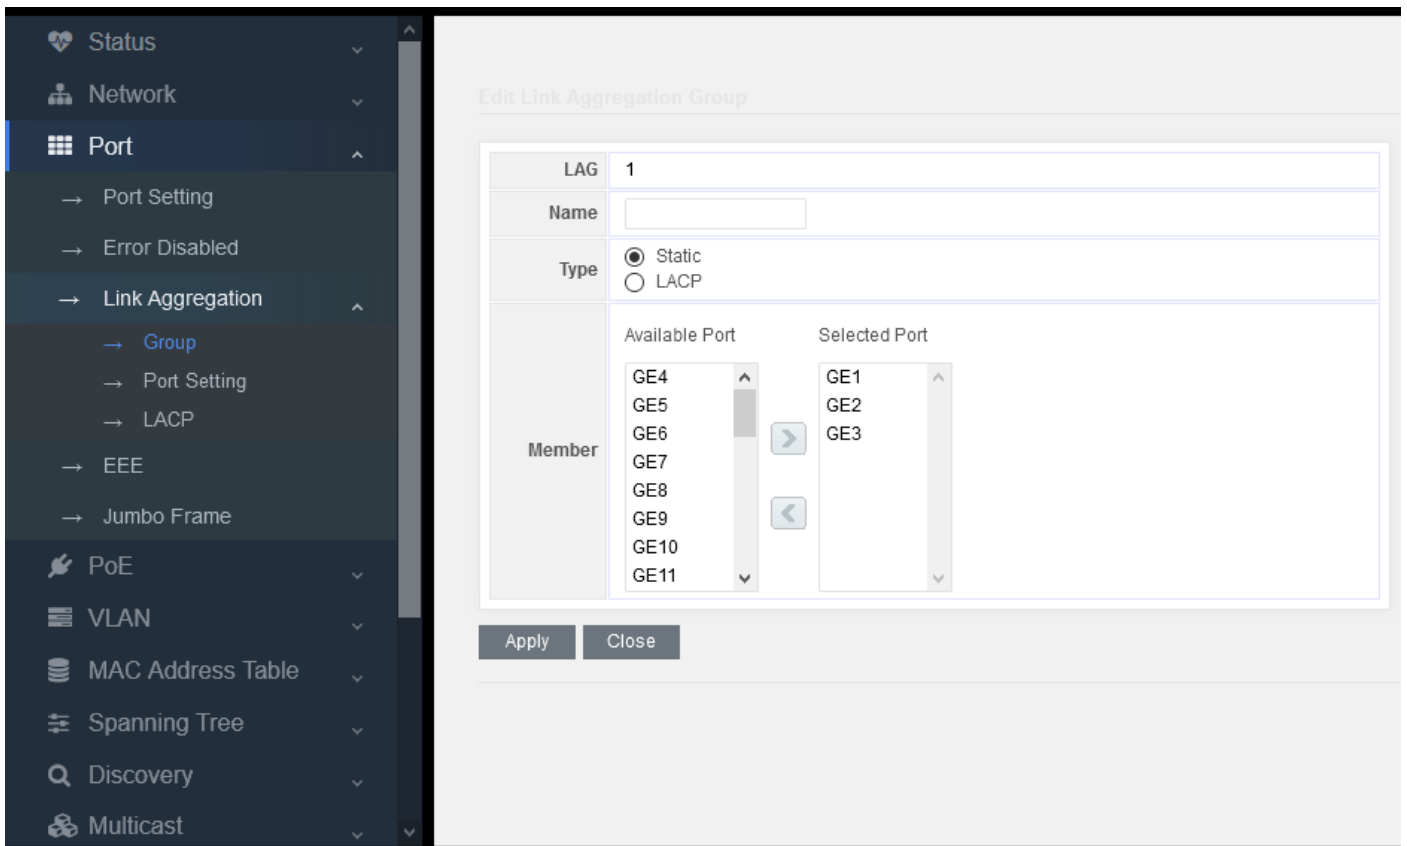 Status
Network
Port
Port Setting
Error Disabled
Link Aggregation
Group
Port Setting
LACP
EEE
Jumbo Frame
PoE
VLAN
MAC Address Table
Spanning Tree
Discovery
Multicast
Edit Link Aggregation Group
LAG 1
Name
Type
Static
LACP
Member
Available Port Selected Port
GE4 GE1
GE5 GE2
GE6 GE3
GE7
GE8
GE9
GE10
GE11
Apply Close